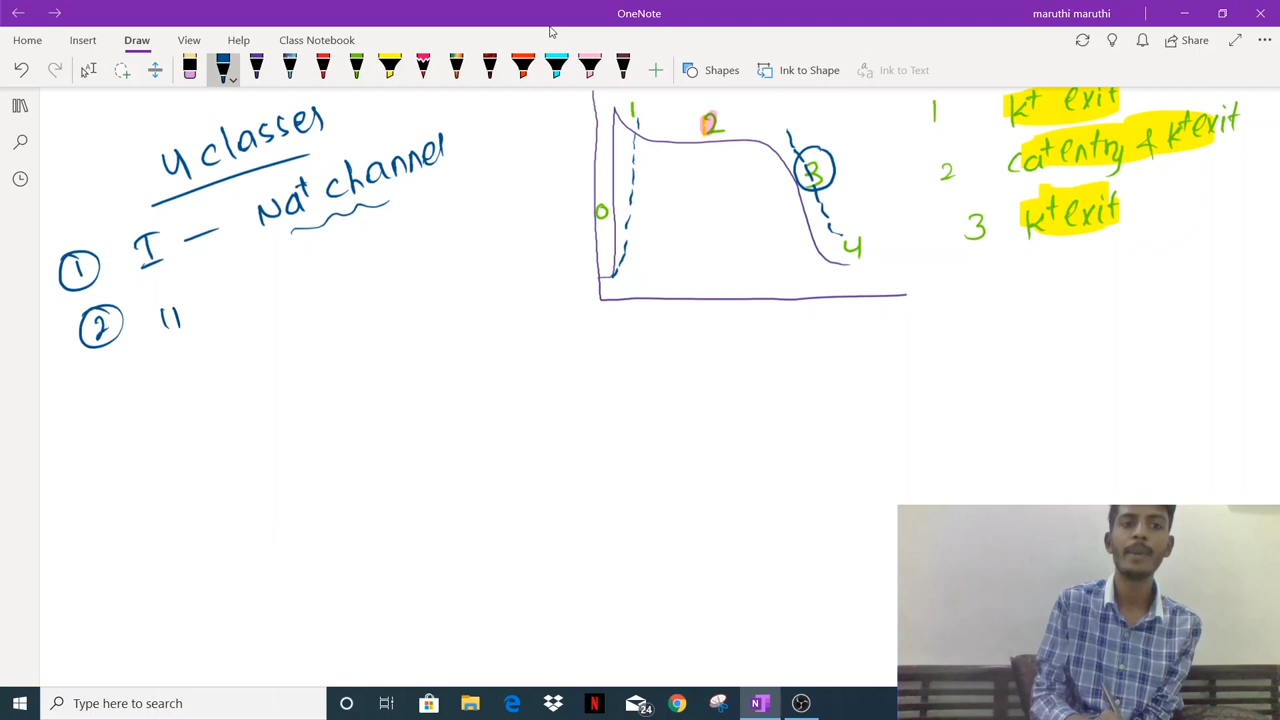 OneNote
maruthi maruthi
Home Insert Draw View Help Class Notebook
Share
Shapes Ink to Shape Ink to Text
4 classes
① I — Na+ channel
② II
0
1
2
3
4
1 k+ exit
2 Ca+ entry & k+ exit
3 k+ exit
Type here to search
24